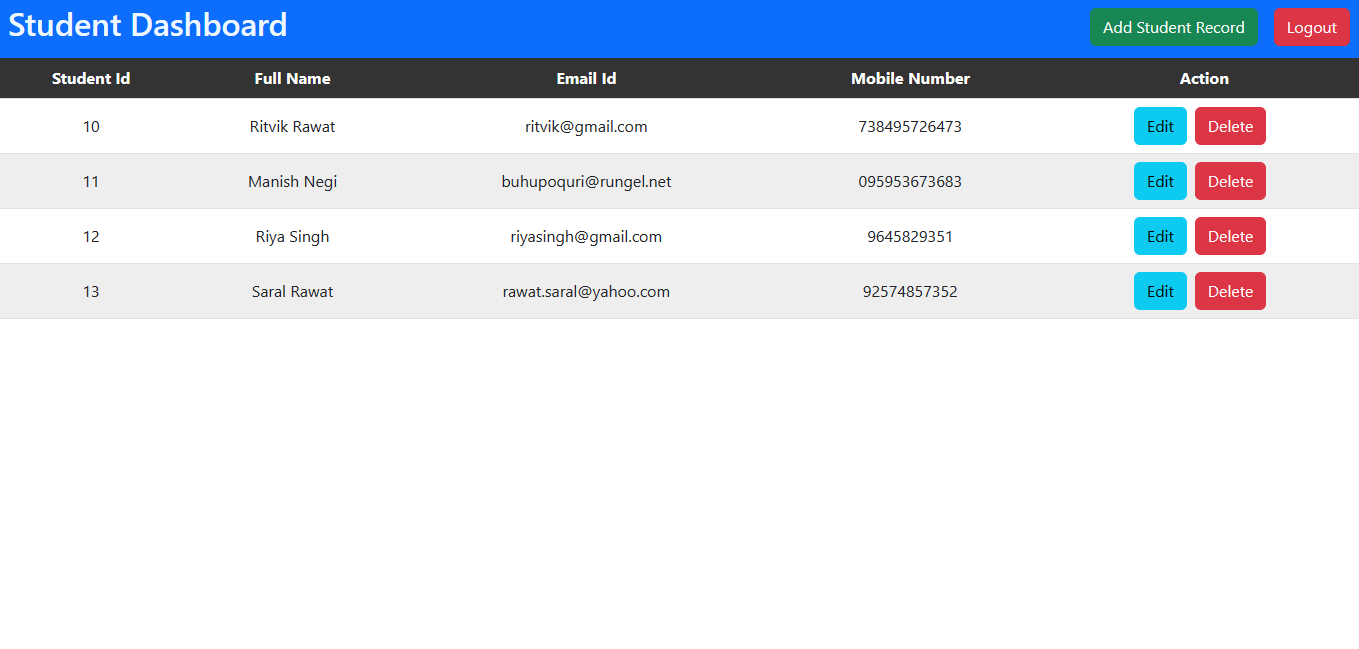 Student Dashboard Add Student Record Logout
Student Id Full Name Email Id Mobile Number Action
10 Ritvik Rawat ritvik@gmail.com 738495726473 Edit Delete
11 Manish Negi buhupoquri@rungel.net 095953673683 Edit Delete
12 Riya Singh riyasingh@gmail.com 9645829351 Edit Delete
13 Saral Rawat rawat.saral@yahoo.com 92574857352 Edit Delete